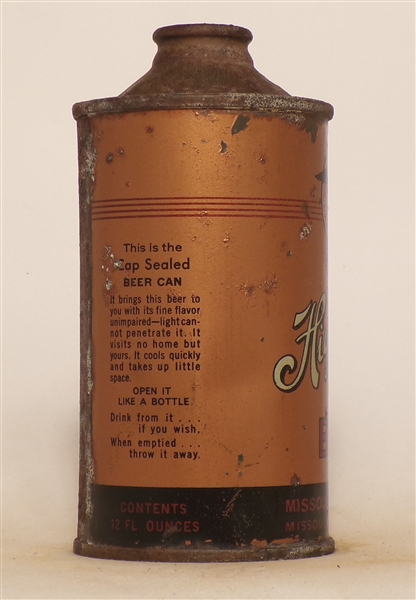 This is the
Cap Sealed
BEER CAN
It brings this beer to
you with its fine flavor
unimpaired—light can-
not penetrate it. It
visits no home but
yours. It cools quickly
and takes up little
space.
OPEN IT
LIKE A BOTTLE.
Drink from it . . .
if you wish.
When emptied . . .
throw it away.
CONTENTS
12 FL OUNCES
Hi
B
MISSO
MISSO